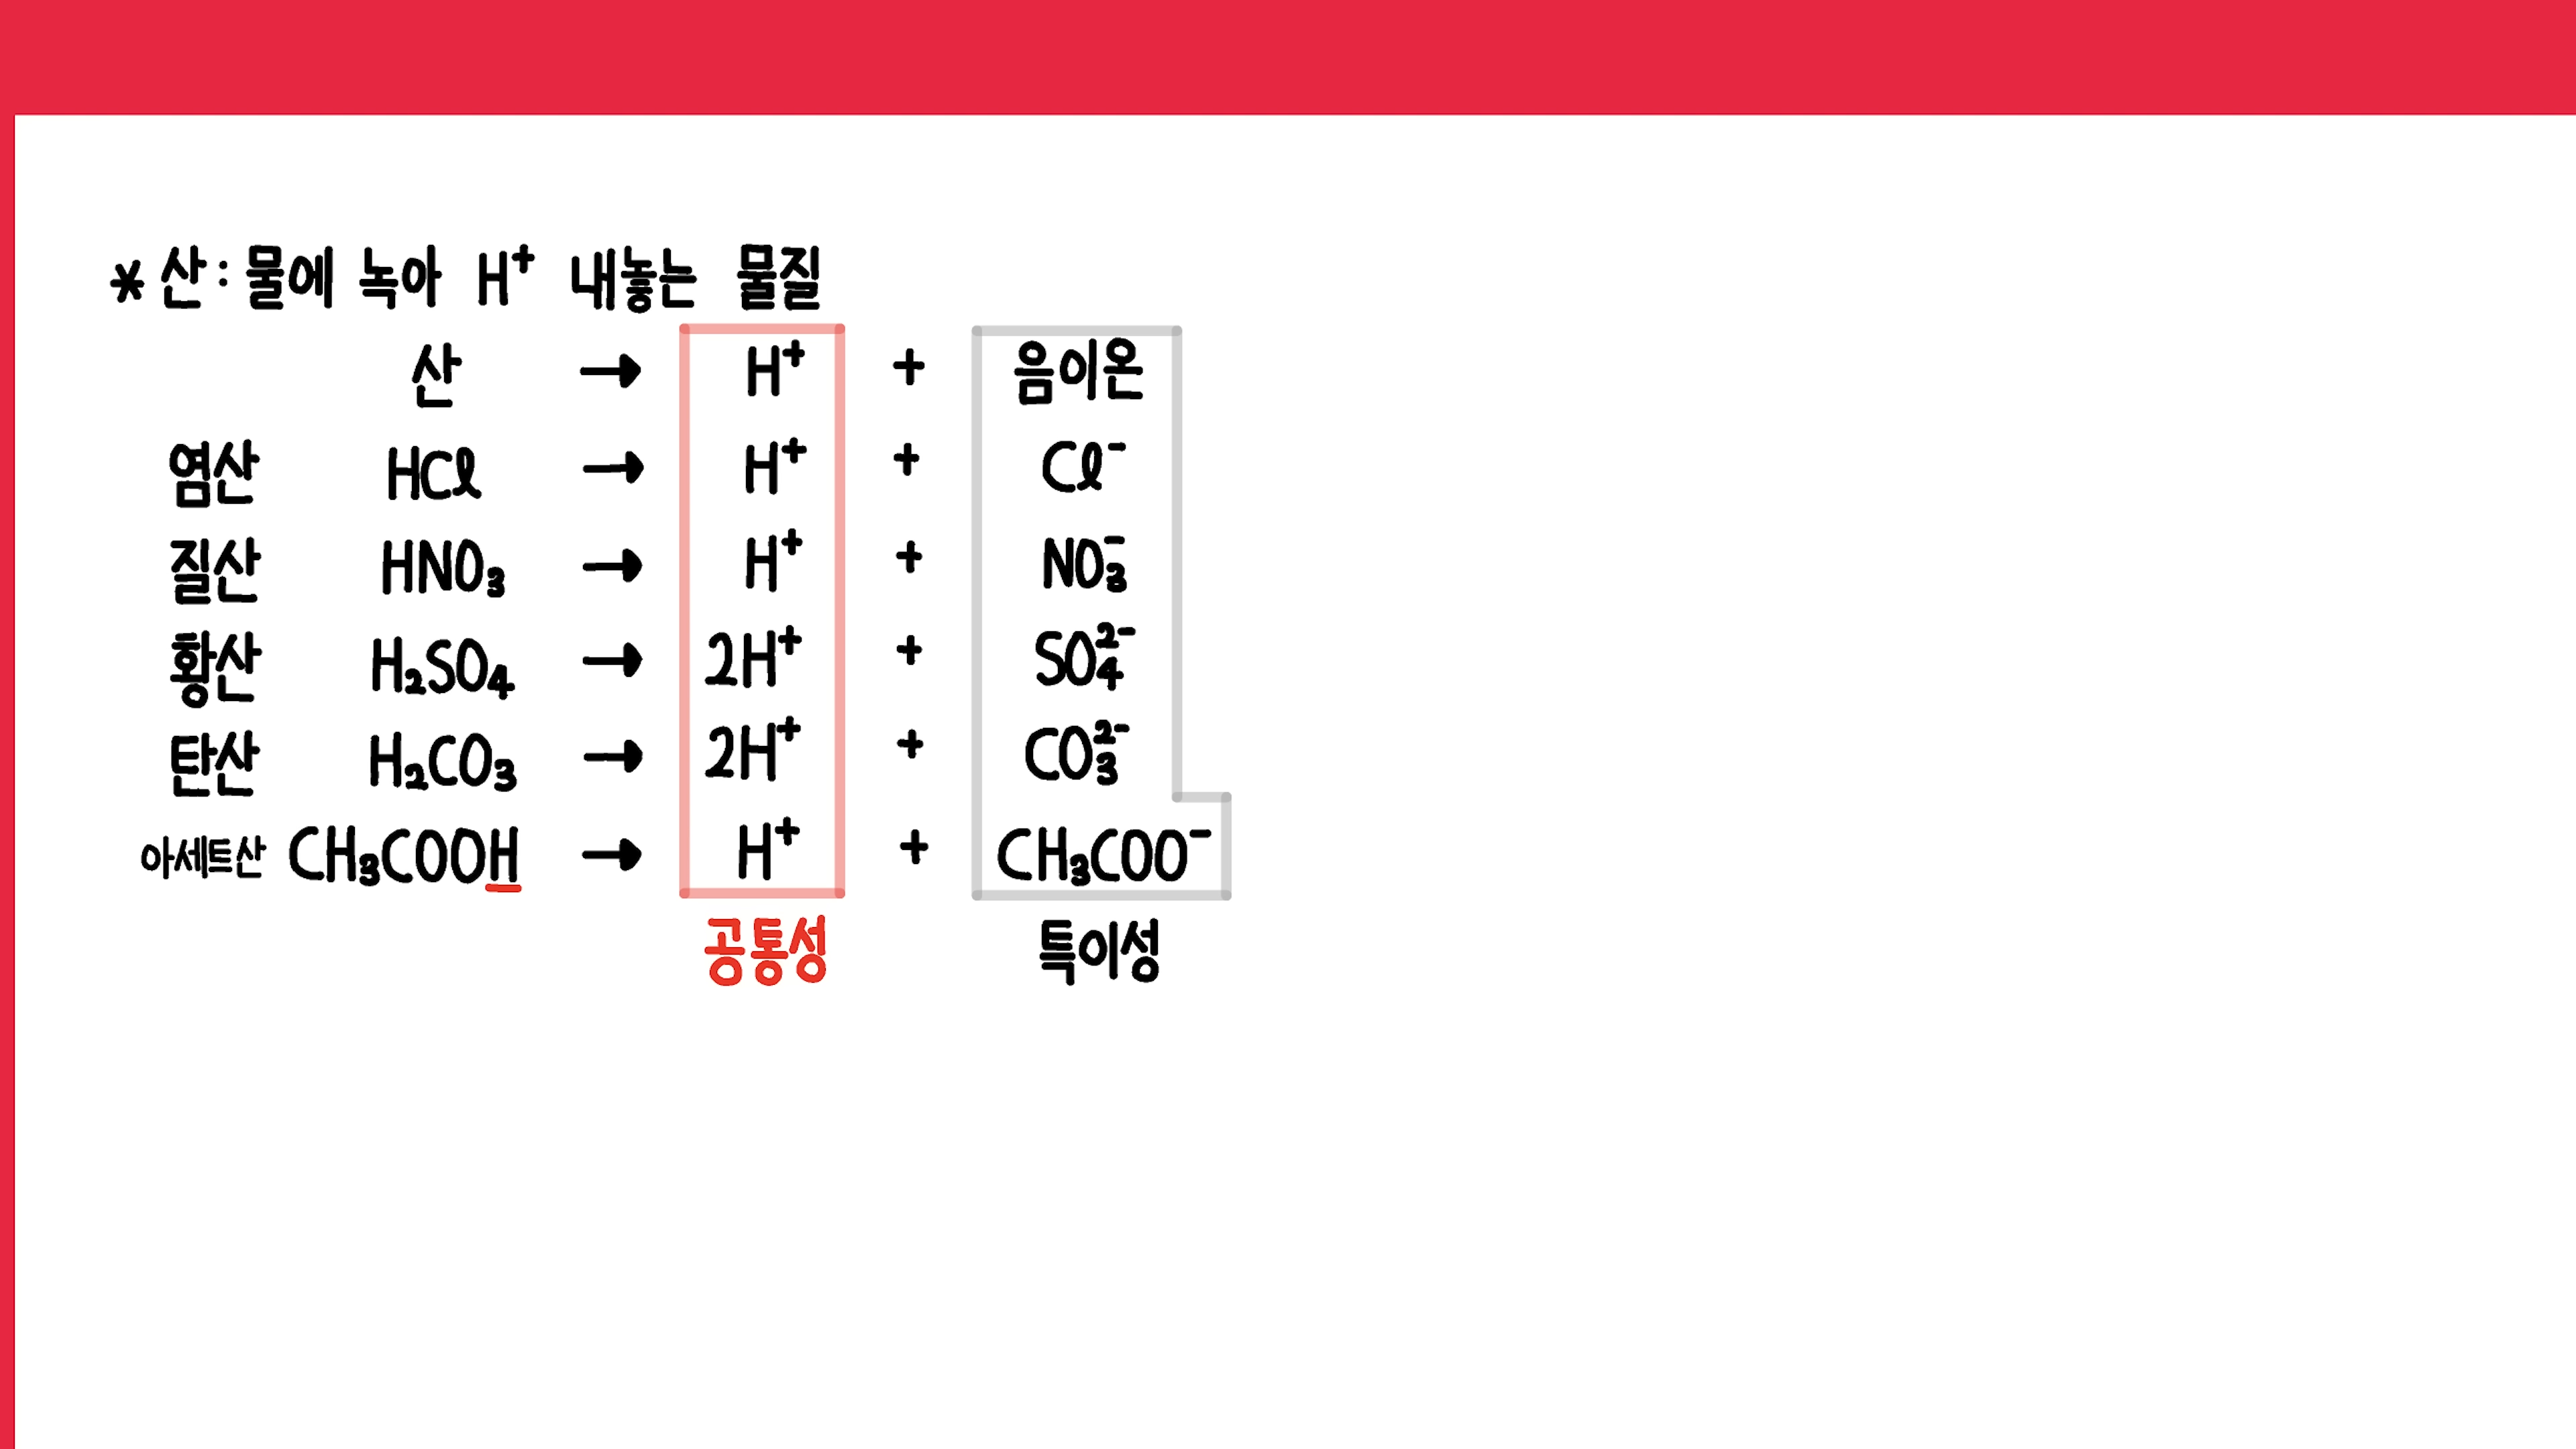 * 산 : 물에 녹아 H⁺ 내놓는 물질
산 → H⁺ + 음이온
염산 HCl → H⁺ + Cl⁻
질산 HNO₃ → H⁺ + NO₃⁻
황산 H₂SO₄ → 2H⁺ + SO₄²⁻
탄산 H₂CO₃ → 2H⁺ + CO₃²⁻
아세트산 CH₃COOH → H⁺ + CH₃COO⁻
공통성 특이성